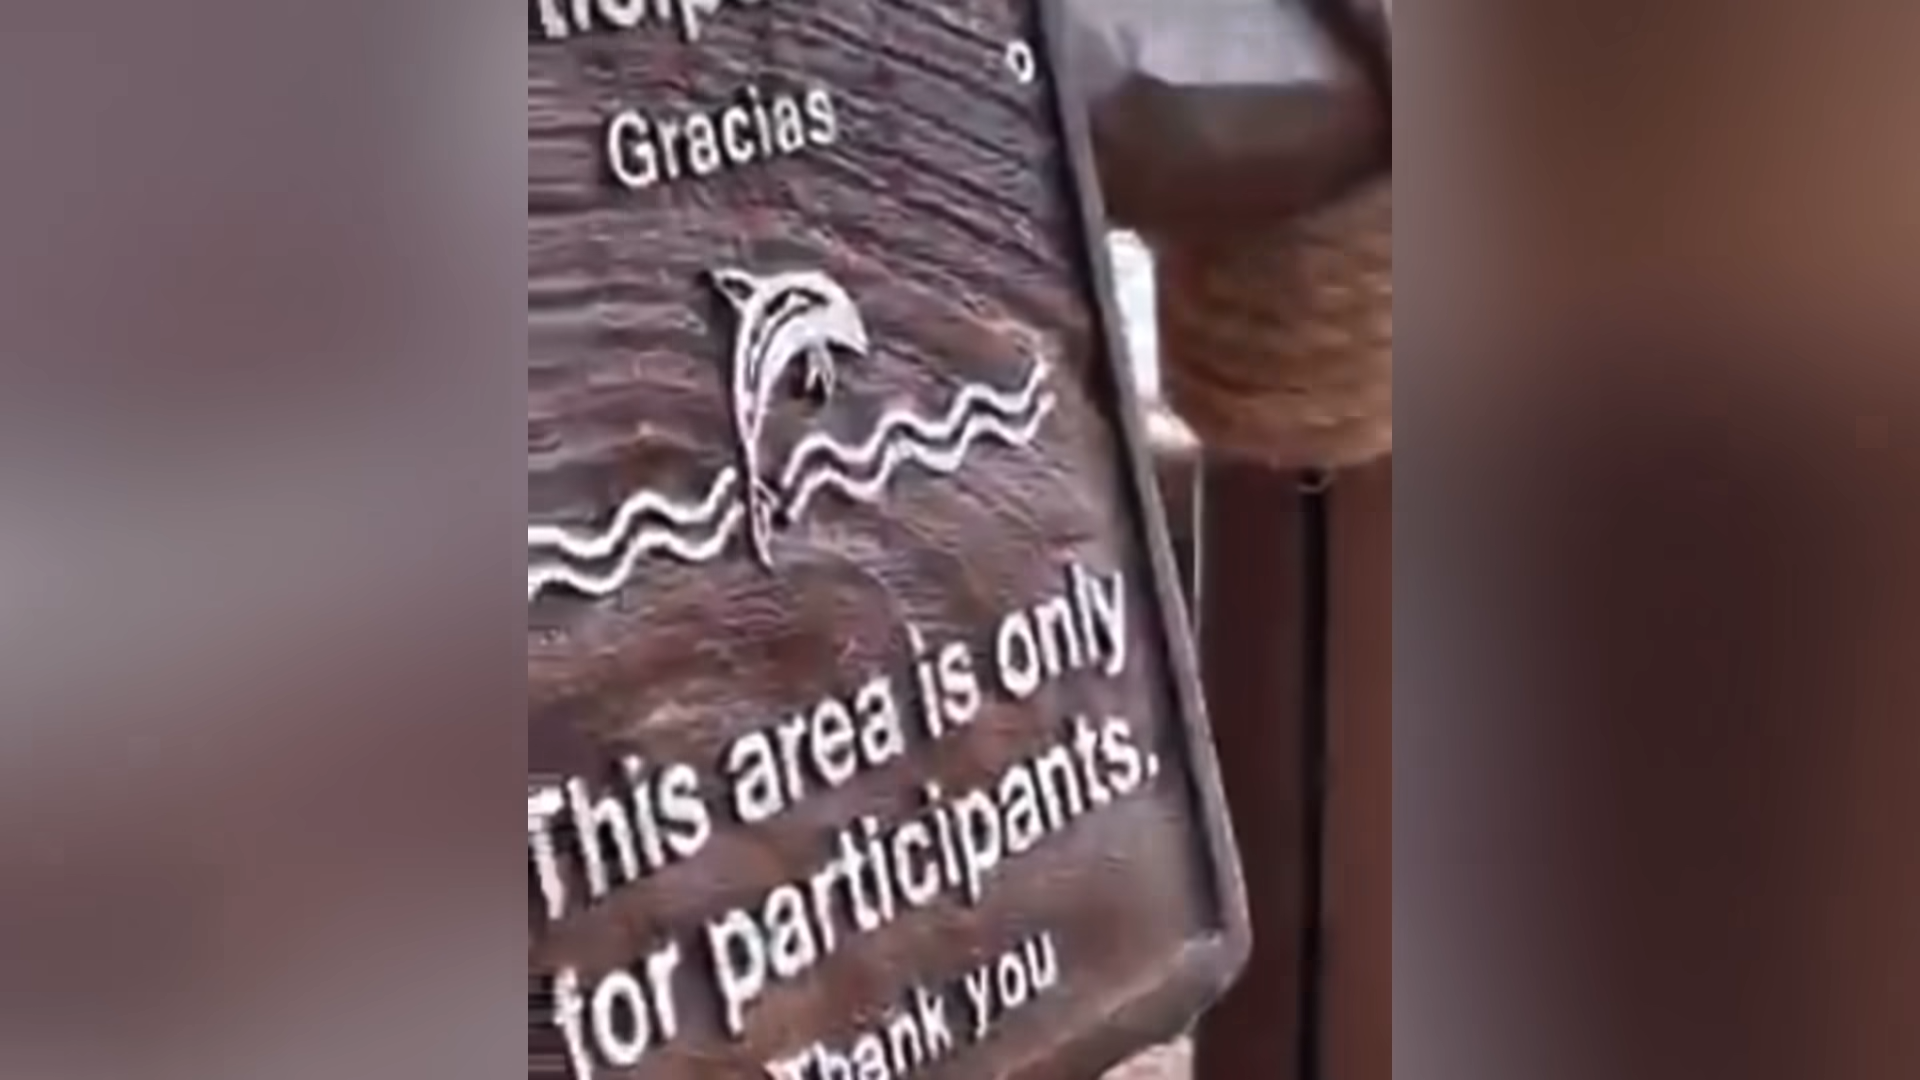 Gracias
This area is only
for participants.
Thank you